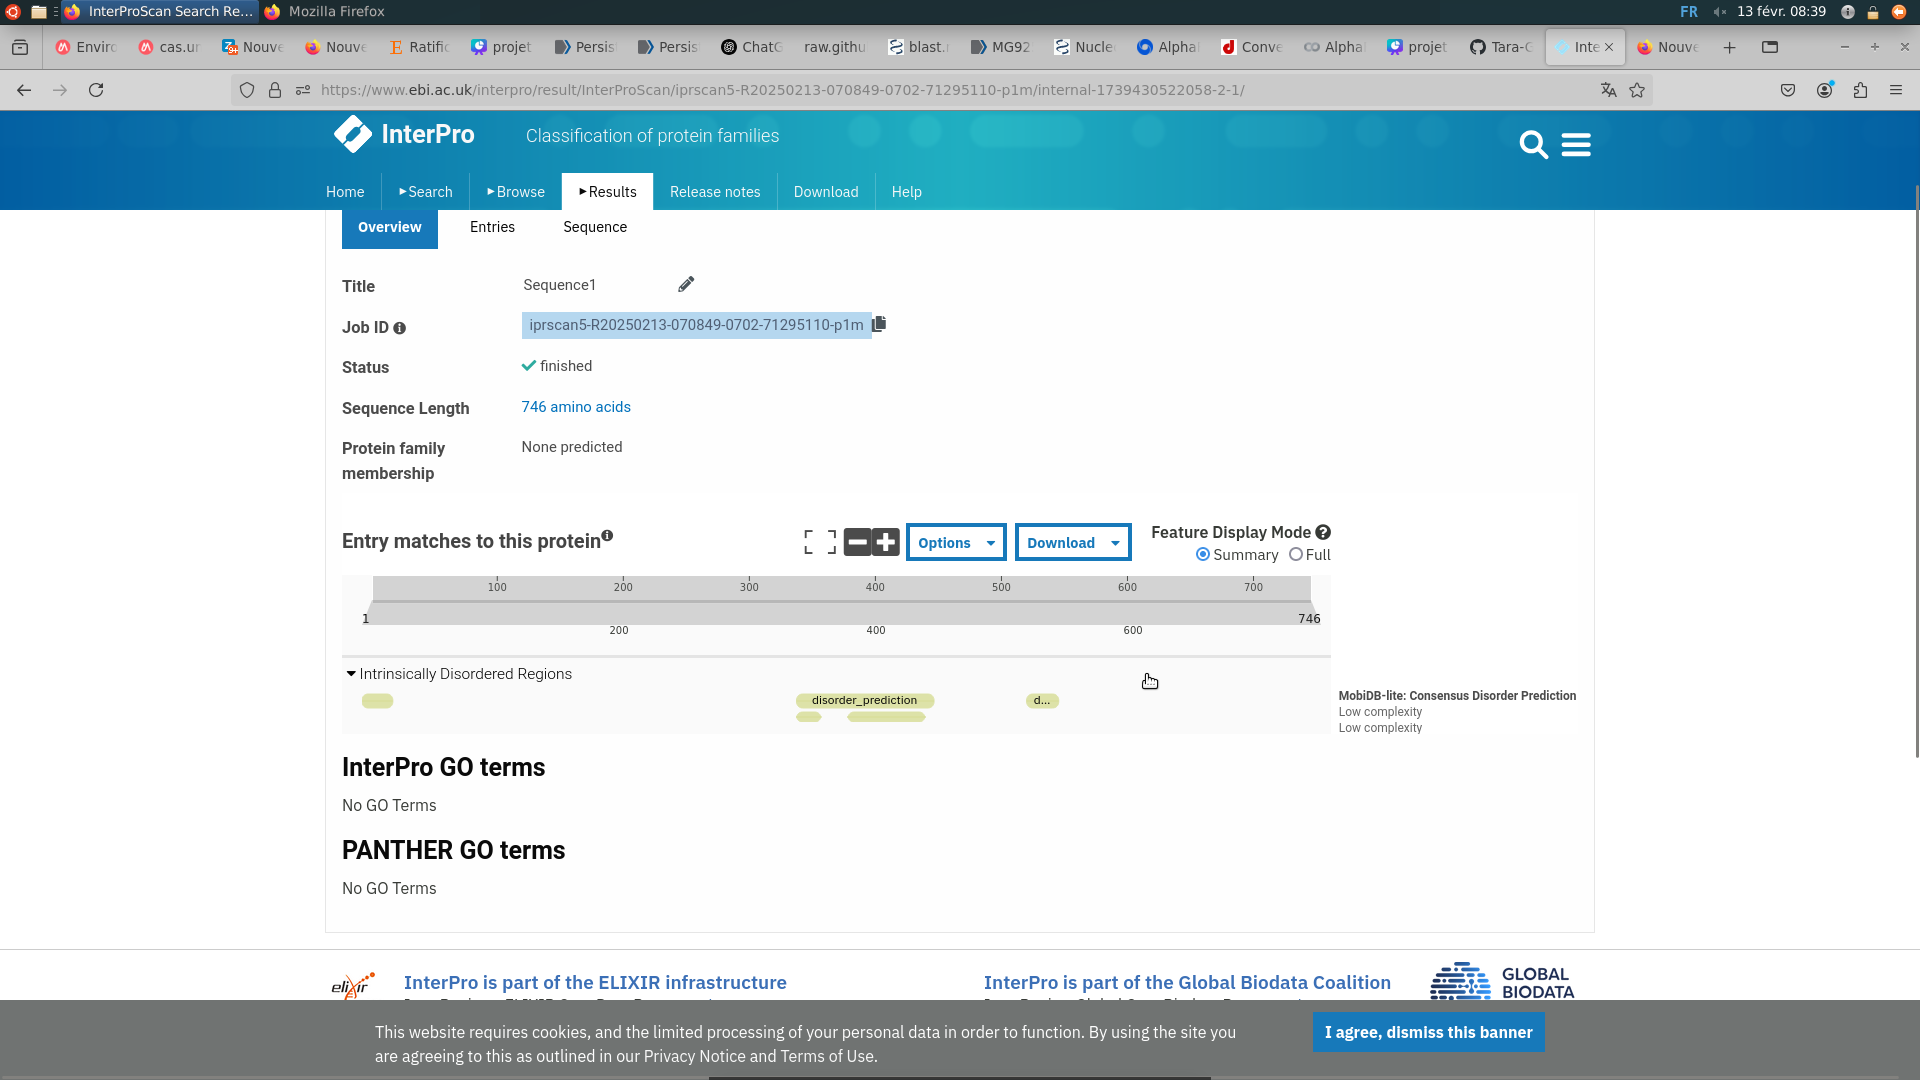 InterProScan Search Re...
Mozilla Firefox
FR
13 févr. 08:39
Enviro
cas.ur
Nouve
Nouve
Ratific
projet
Persis
Persis
ChatG
raw.githu
blast.
MG92
Nucle
Alpha
Conve
Alpha
projet
Tara-O
Inte
Nouve
https://www.ebi.ac.uk/interpro/result/InterProScan/iprscan5-R20250213-070849-0702-71295110-p1m/internal-1739430522058-2-1/
InterPro
Classification of protein families
Home
Search
Browse
Results
Release notes
Download
Help
Overview
Entries
Sequence
Title
Sequence1
Job ID
iprscan5-R20250213-070849-0702-71295110-p1m
Status
finished
Sequence Length
746 amino acids
Protein family
membership
None predicted
Entry matches to this protein
Options
Download
Feature Display Mode
Summary
Full
100 200 300 400 500 600 700
1
746
200 400 600
Intrinsically Disordered Regions
disorder_prediction
d...
MobiDB-lite: Consensus Disorder Prediction
Low complexity
Low complexity
InterPro GO terms
No GO Terms
PANTHER GO terms
No GO Terms
elixir
InterPro is part of the ELIXIR infrastructure
InterPro is part of the Global Biodata Coalition
GLOBAL
BIODATA
This website requires cookies, and the limited processing of your personal data in order to function. By using the site you
are agreeing to this as outlined in our Privacy Notice and Terms of Use.
I agree, dismiss this banner